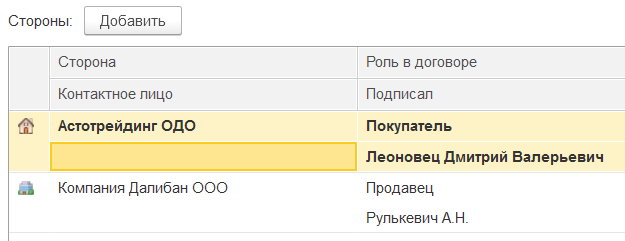 Стороны: Добавить
Сторона Роль в договоре
Контактное лицо Подписал
Астотрейдинг ОДО Покупатель
Леоновец Дмитрий Валерьевич
Компания Далибан ООО Продавец
Рулькевич А.Н.